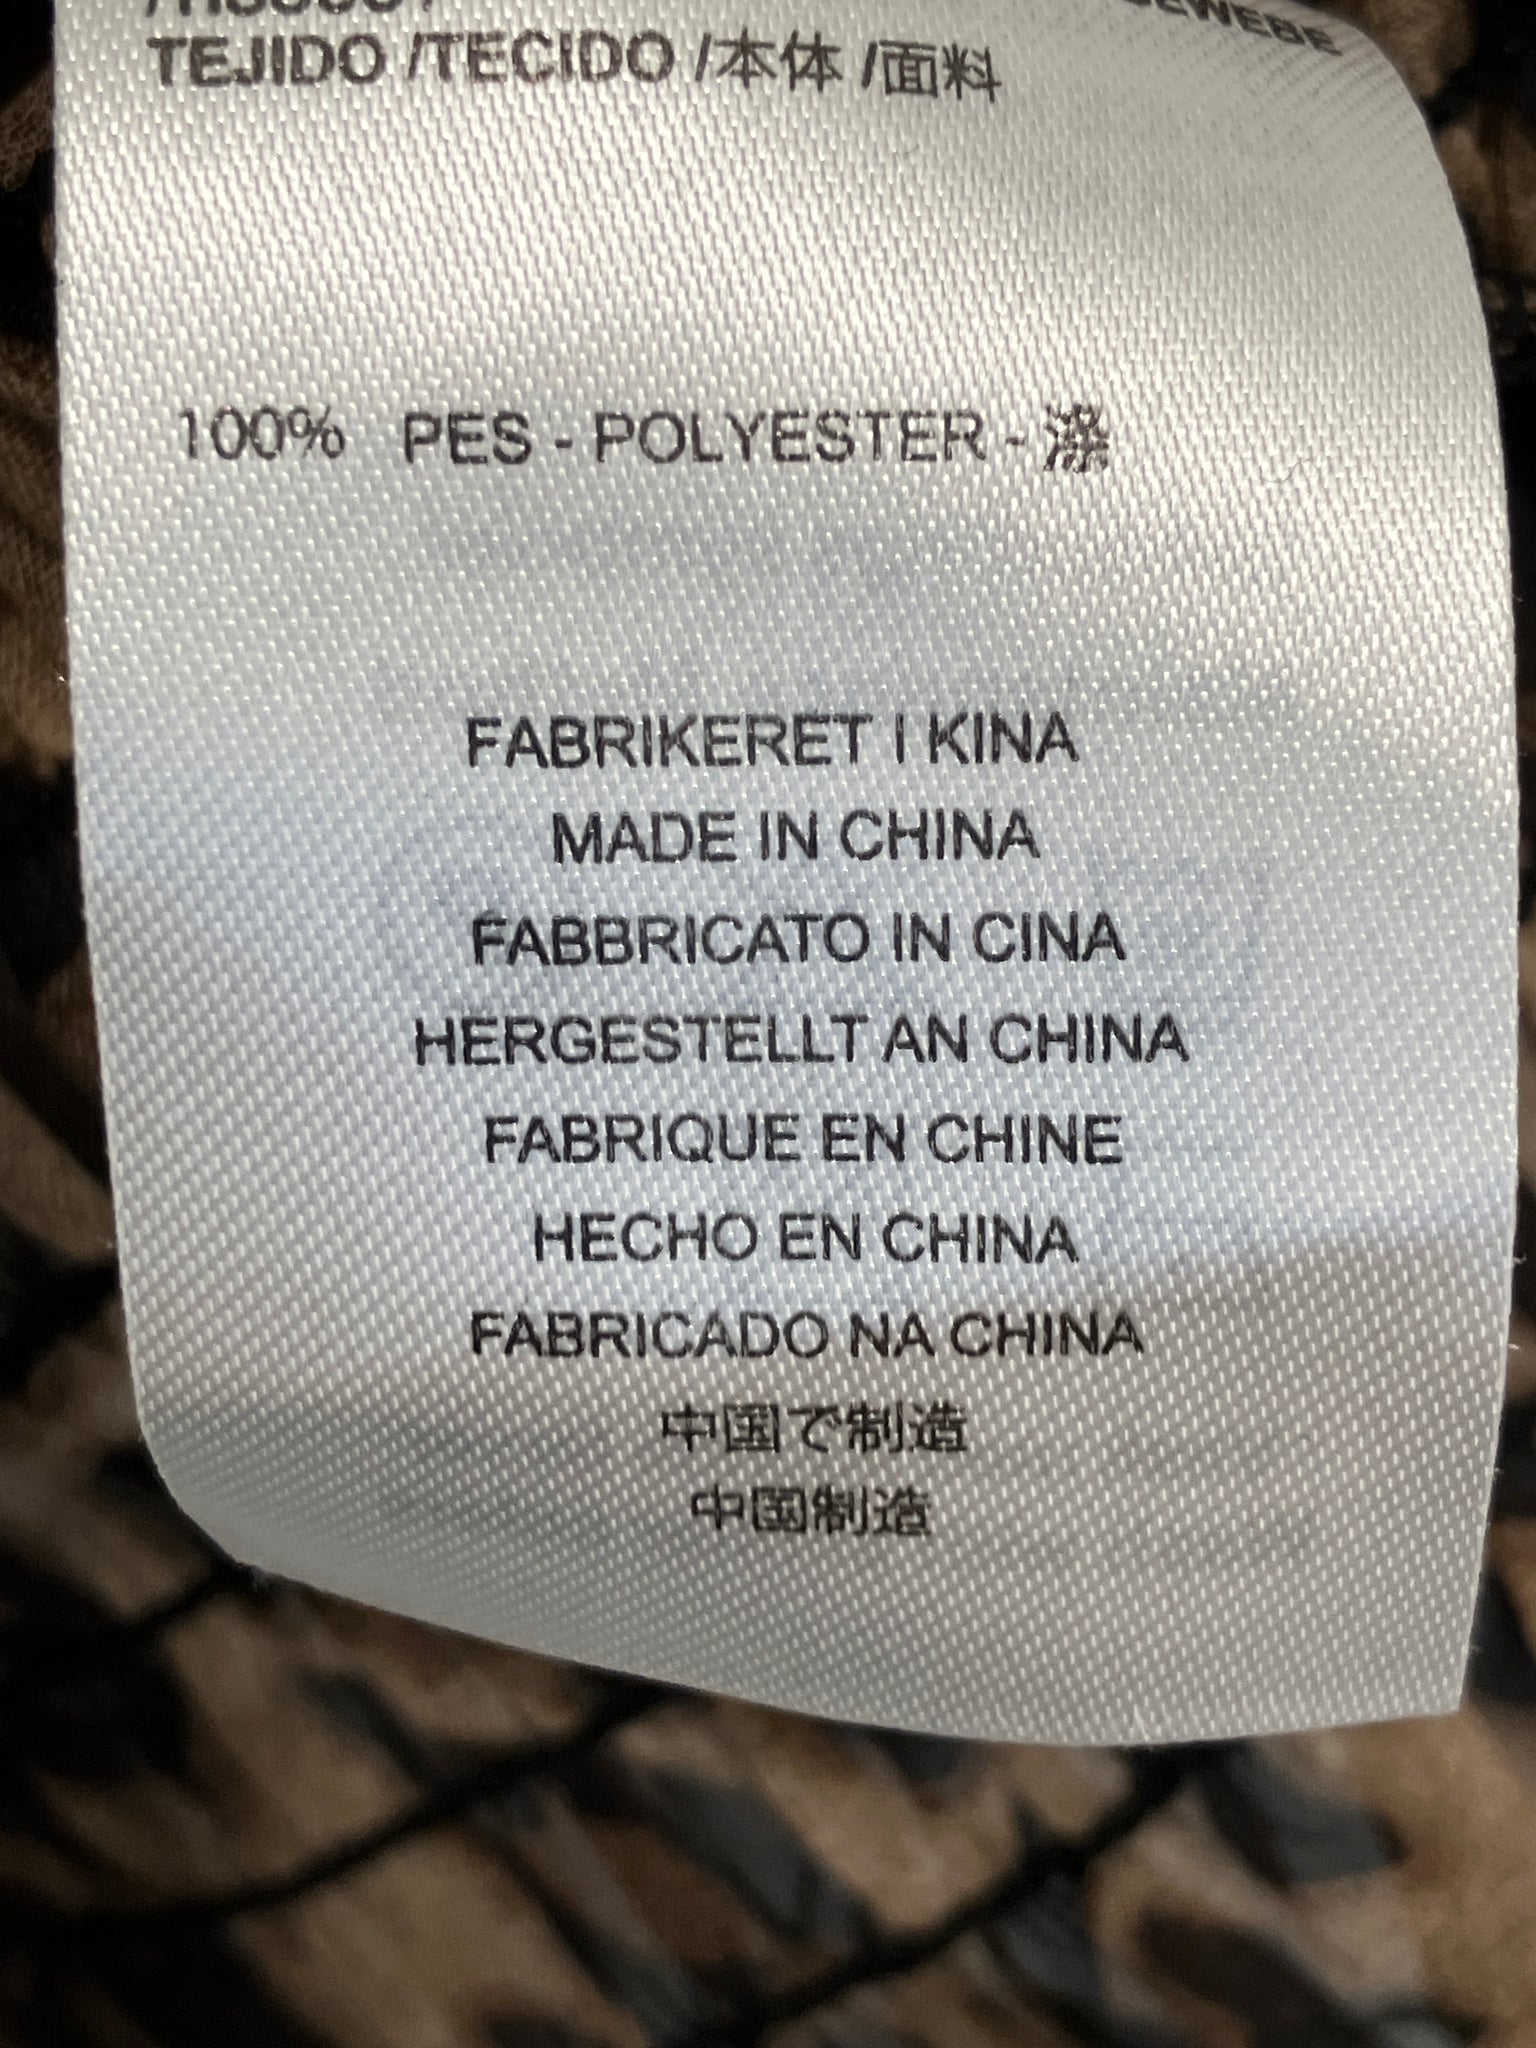 GEWEBE
TEJIDO /TECIDO /本体 /面料
100% PES - POLYESTER - 涤
FABRIKERET I KINA
MADE IN CHINA
FABBRICATO IN CINA
HERGESTELLT AN CHINA
FABRIQUE EN CHINE
HECHO EN CHINA
FABRICADO NA CHINA
中国で制造
中国制造